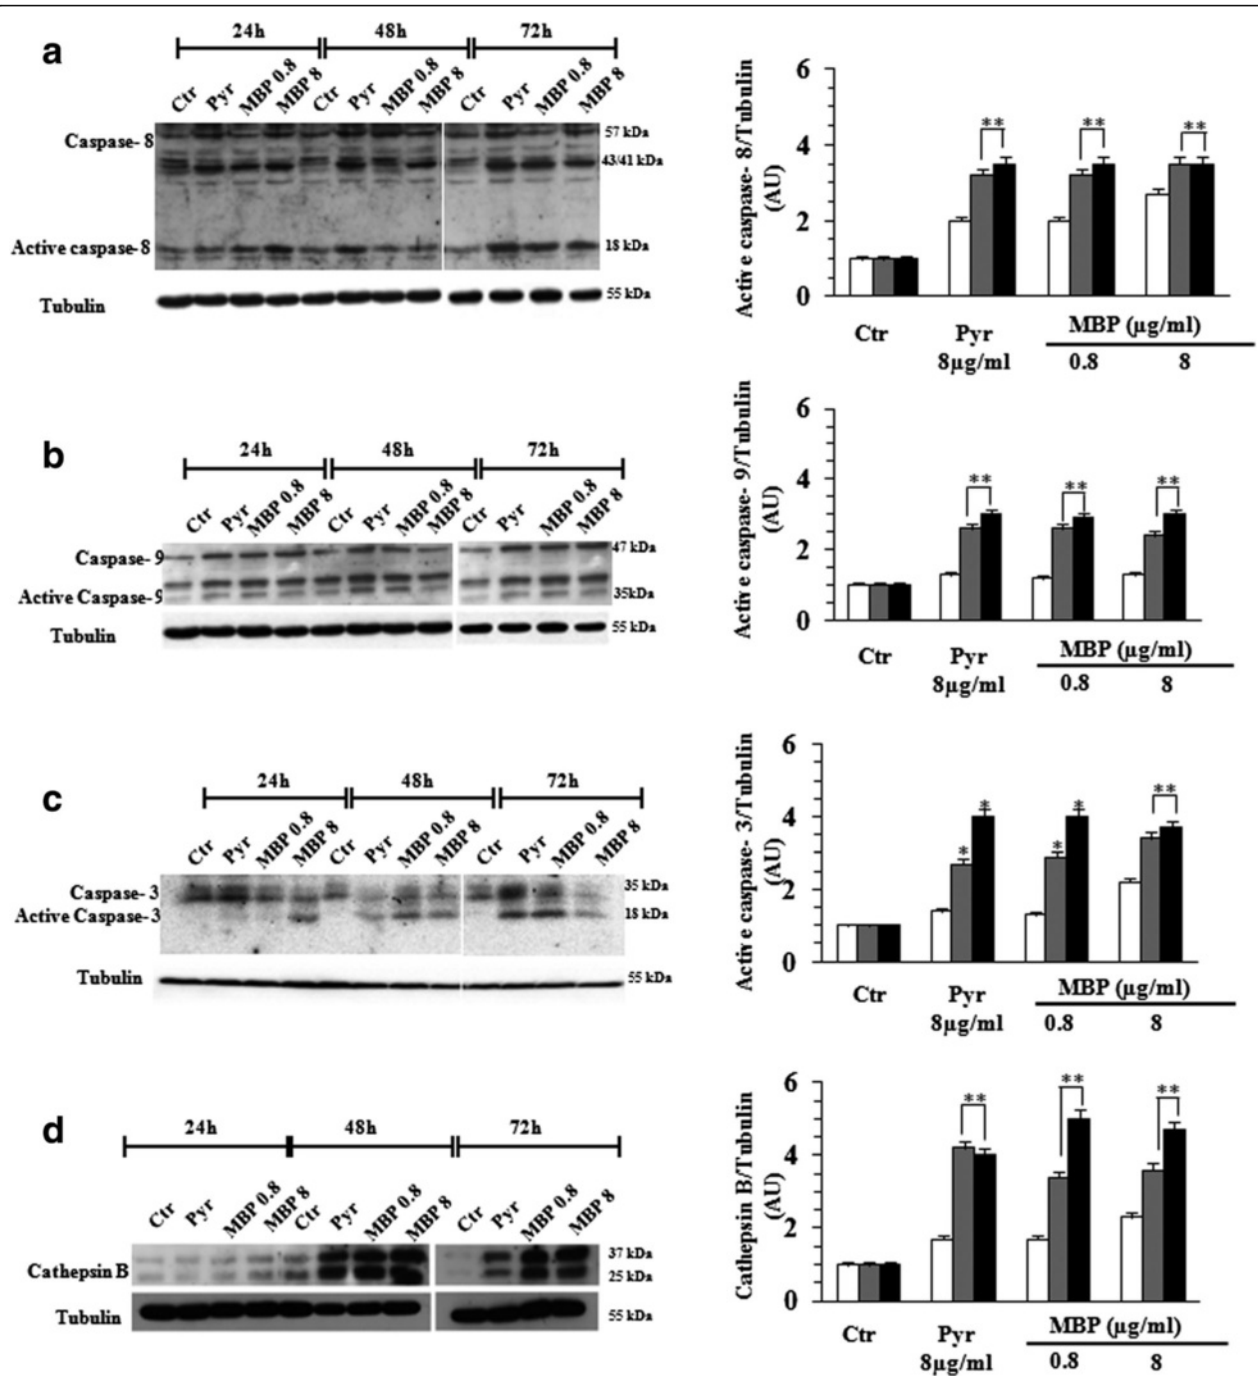 a
24h 48h 72h
Ctr Pyr MBP 0.8 MBP 8 Ctr Pyr MBP 0.8 MBP 8 Ctr Pyr MBP 0.8 MBP 8
Caspase- 8 57 kDa
43/41 kDa
Active caspase- 8 18 kDa
Tubulin 55 kDa
Active caspase- 8/Tubulin
(AU)
6
4
2
0
** ** **
Ctr Pyr MBP (µg/ml)
8µg/ml 0.8 8
b
24h 48h 72h
Ctr Pyr MBP 0.8 MBP 8 Ctr Pyr MBP 0.8 MBP 8 Ctr Pyr MBP 0.8 MBP 8
Caspase- 9 47 kDa
Active Caspase-9 35kDa
Tubulin 55 kDa
Active caspase- 9/Tubulin
(AU)
6
4
2
0
** ** **
Ctr Pyr MBP (µg/ml)
8µg/ml 0.8 8
c
24h 48h 72h
Ctr Pyr MBP 0.8 MBP 8 Ctr Pyr MBP 0.8 MBP 8 Ctr Pyr MBP 0.8 MBP 8
Caspase- 3 35 kDa
Active Caspase-3 18 kDa
Tubulin 55 kDa
Active caspase- 3/Tubulin
(AU)
6
4
2
0
* * * * **
Ctr Pyr MBP (µg/ml)
8µg/ml 0.8 8
d
24h 48h 72h
Ctr Pyr MBP 0.8 MBP 8 Ctr Pyr MBP 0.8 MBP 8 Ctr Pyr MBP 0.8 MBP 8
37 kDa
Cathepsin B 25 kDa
Tubulin 55 kDa
Cathepsin B/Tubulin
(AU)
6
4
2
0
** ** **
Ctr Pyr MBP (µg/ml)
8µg/ml 0.8 8